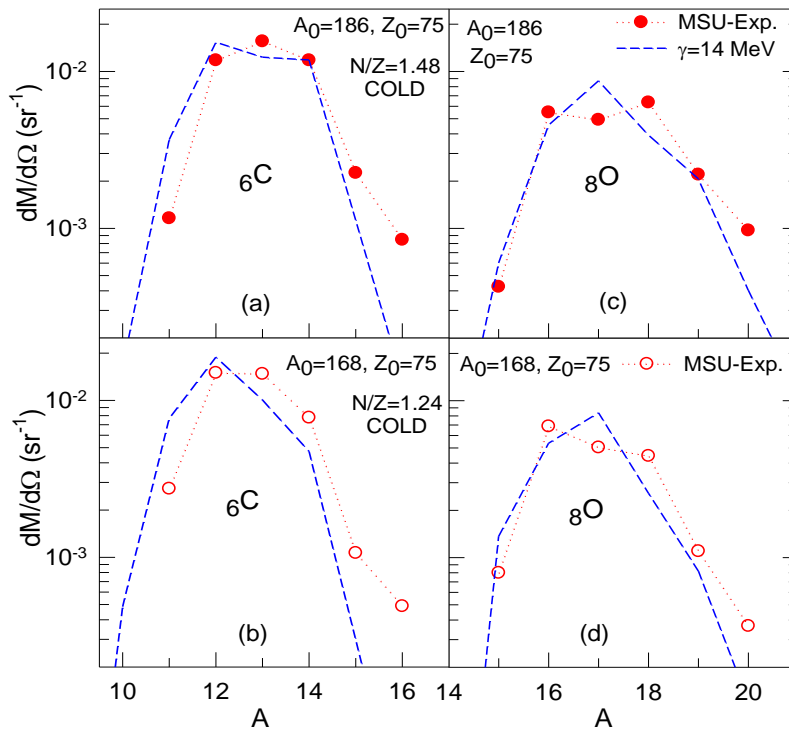 A0=186, Z0=75
N/Z=1.48
COLD
6C
(a)
dM/dΩ (sr-1)
10-2
10-3
A0=186
Z0=75
MSU-Exp.
γ=14 MeV
8O
(c)
A0=168, Z0=75
N/Z=1.24
COLD
6C
(b)
dM/dΩ (sr-1)
10-2
10-3
A0=168, Z0=75
MSU-Exp.
8O
(d)
10 12 14 16 14 16 18 20
A A